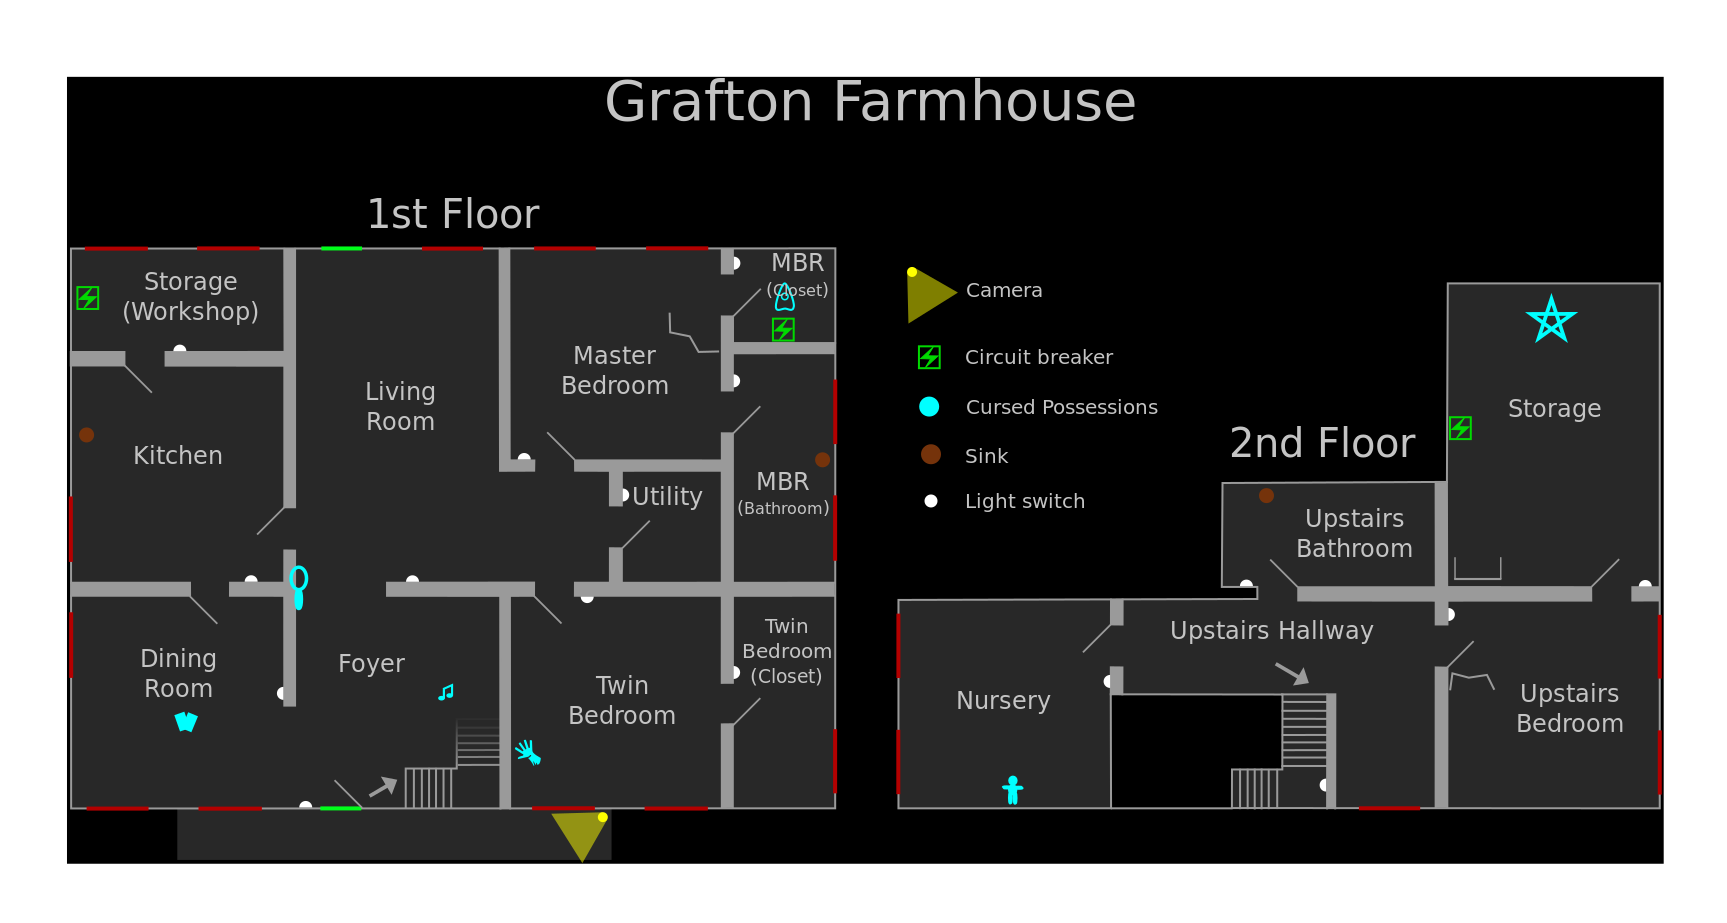 Grafton Farmhouse
1st Floor
Storage
(Workshop)
Kitchen
Living
Room
Master
Bedroom
MBR
(Closet)
Utility
MBR
(Bathroom)
Dining
Room
Foyer
Twin
Bedroom
Twin
Bedroom
(Closet)
Camera
Circuit breaker
Cursed Possessions
Sink
Light switch
2nd Floor
Storage
Upstairs
Bathroom
Upstairs Hallway
Nursery
Upstairs
Bedroom